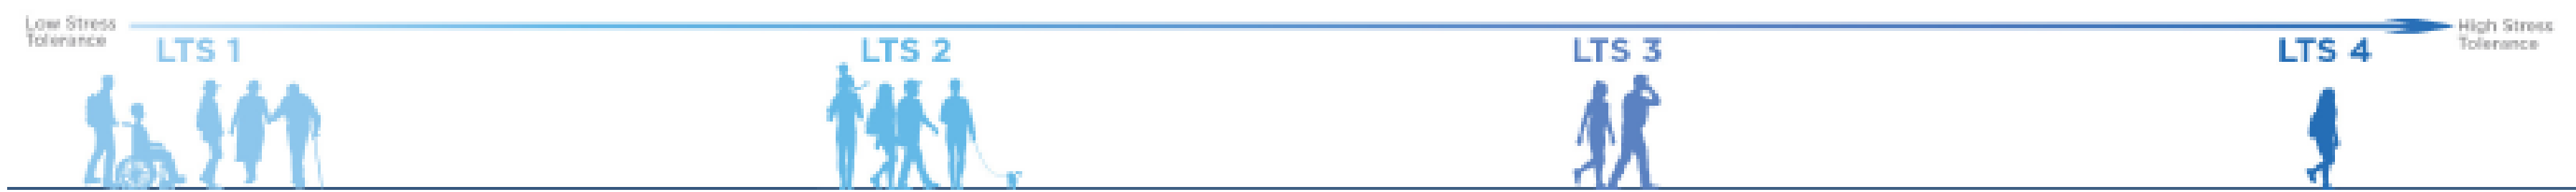 Low Stress
Tolerance
LTS 1
LTS 2
LTS 3
LTS 4
High Stress
Tolerance